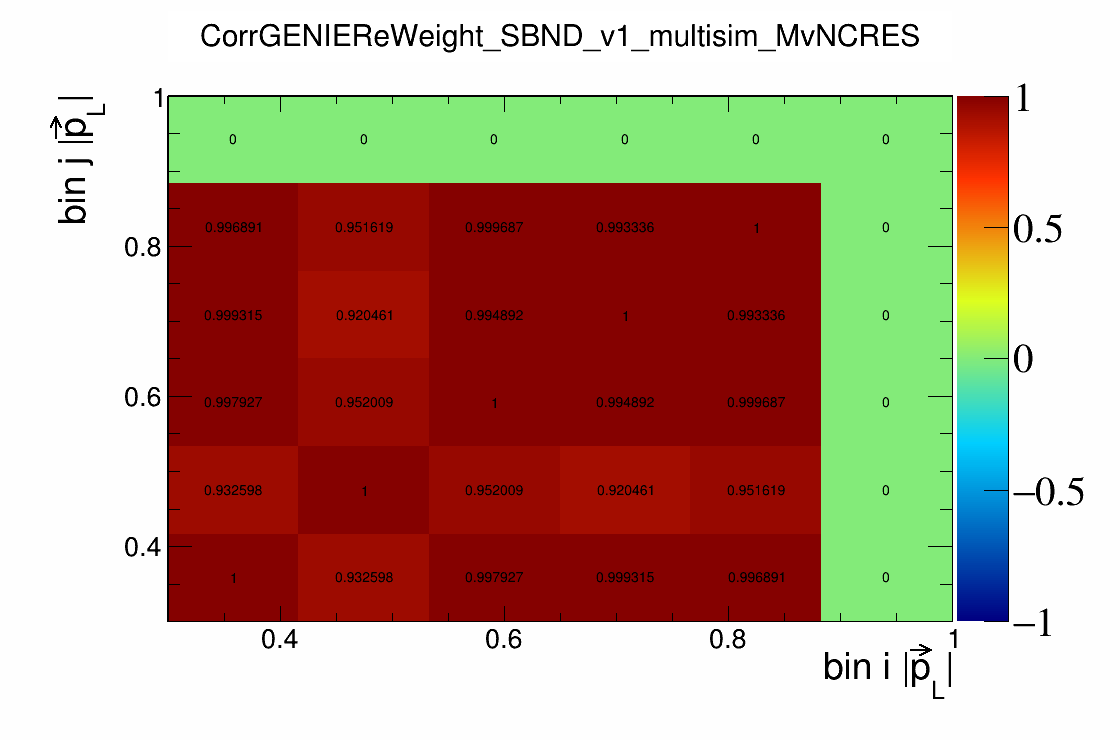 CorrGENIEReWeight_SBND_v1_multisim_MvNCRES
bin j |p_L|
1
0.8
0.6
0.4
0 0 0 0 0 0
0.996891 0.951619 0.999687 0.993336 1 0
0.999315 0.920461 0.994892 1 0.993336 0
0.997927 0.952009 1 0.994892 0.999687 0
0.932598 1 0.952009 0.920461 0.951619 0
1 0.932598 0.997927 0.999315 0.996891 0
0.4 0.6 0.8 1
bin i |p_L|
1
0.5
0
−0.5
−1